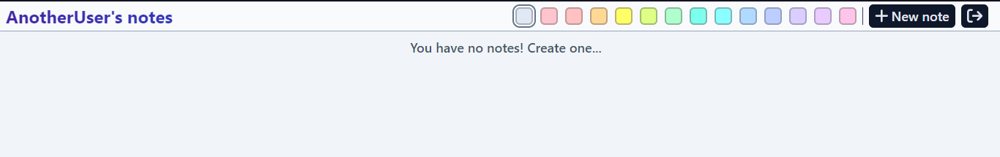 AnotherUser's notes
New note
You have no notes! Create one...